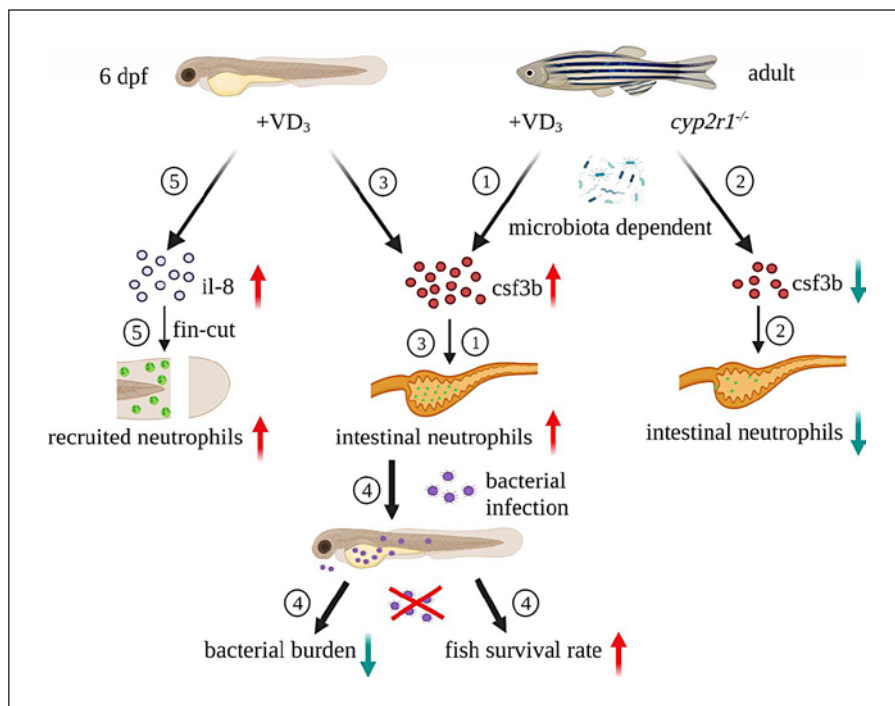 6 dpf
adult
+VD₃
+VD₃
cyp2r1⁻/⁻
⑤
③
①
②
microbiota dependent
il-8
csf3b
csf3b
⑤
fin-cut
③
①
②
recruited neutrophils
intestinal neutrophils
intestinal neutrophils
④
bacterial
infection
④
④
bacterial burden
fish survival rate